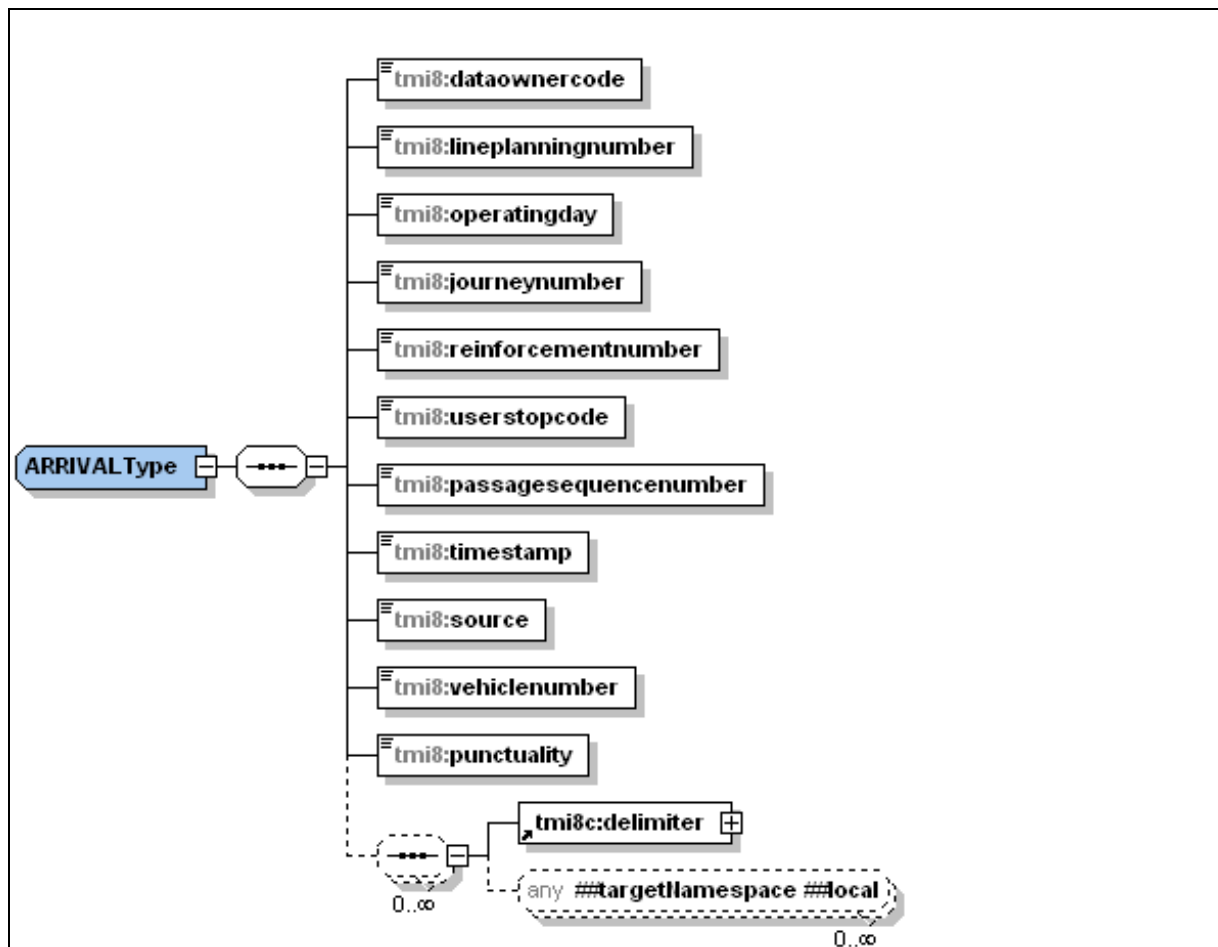 tmi8:dataownercode
tmi8:lineplanningnumber
tmi8:operatingday
tmi8:journeynumber
tmi8:reinforcementnumber
tmi8:userstopcode
ARRIVALType
tmi8:passagesequencenumber
tmi8:timestamp
tmi8:source
tmi8:vehiclenumber
tmi8:punctuality
tmi8c:delimiter
any ##targetNamespace ##local
0..∞
0..∞